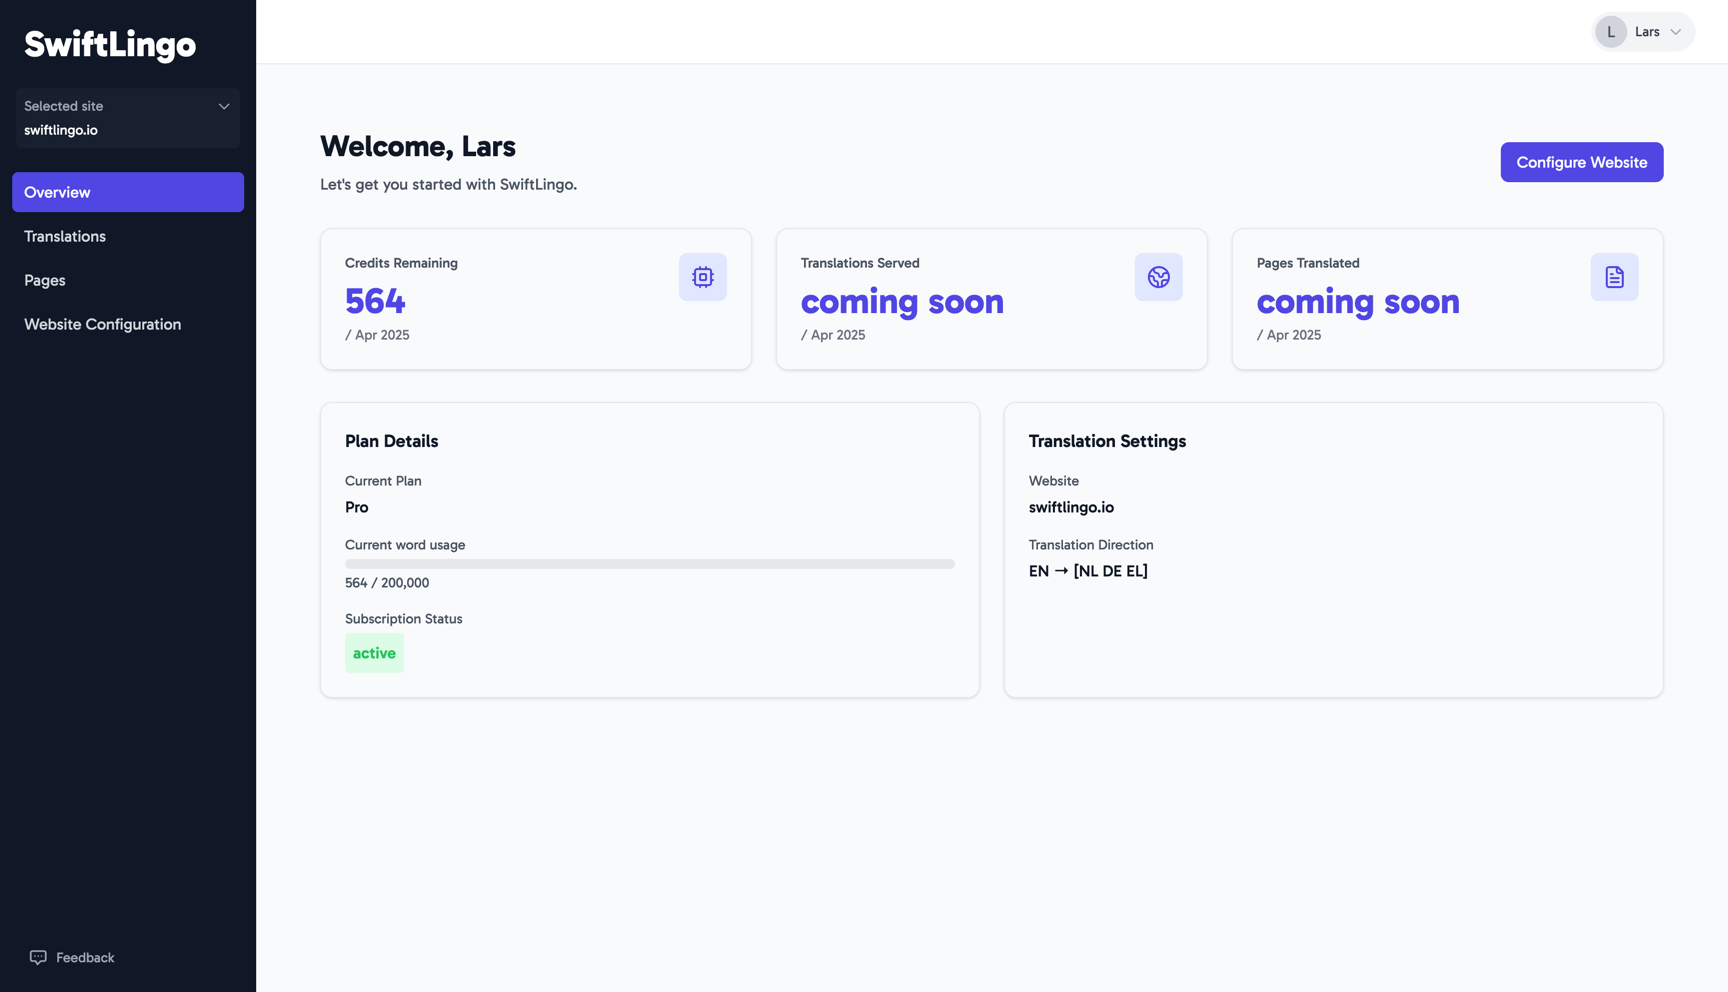 SwiftLingo
Selected site
swiftlingo.io
Overview
Translations
Pages
Website Configuration
Feedback
L
Lars
Welcome, Lars
Let's get you started with SwiftLingo.
Configure Website
Credits Remaining
564
/ Apr 2025
Translations Served
coming soon
/ Apr 2025
Pages Translated
coming soon
/ Apr 2025
Plan Details
Current Plan
Pro
Current word usage
564 / 200,000
Subscription Status
active
Translation Settings
Website
swiftlingo.io
Translation Direction
EN → [NL DE EL]